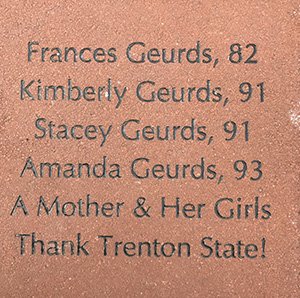 Frances Geurds, 82
Kimberly Geurds, 91
Stacey Geurds, 91
Amanda Geurds, 93
A Mother & Her Girls
Thank Trenton State!